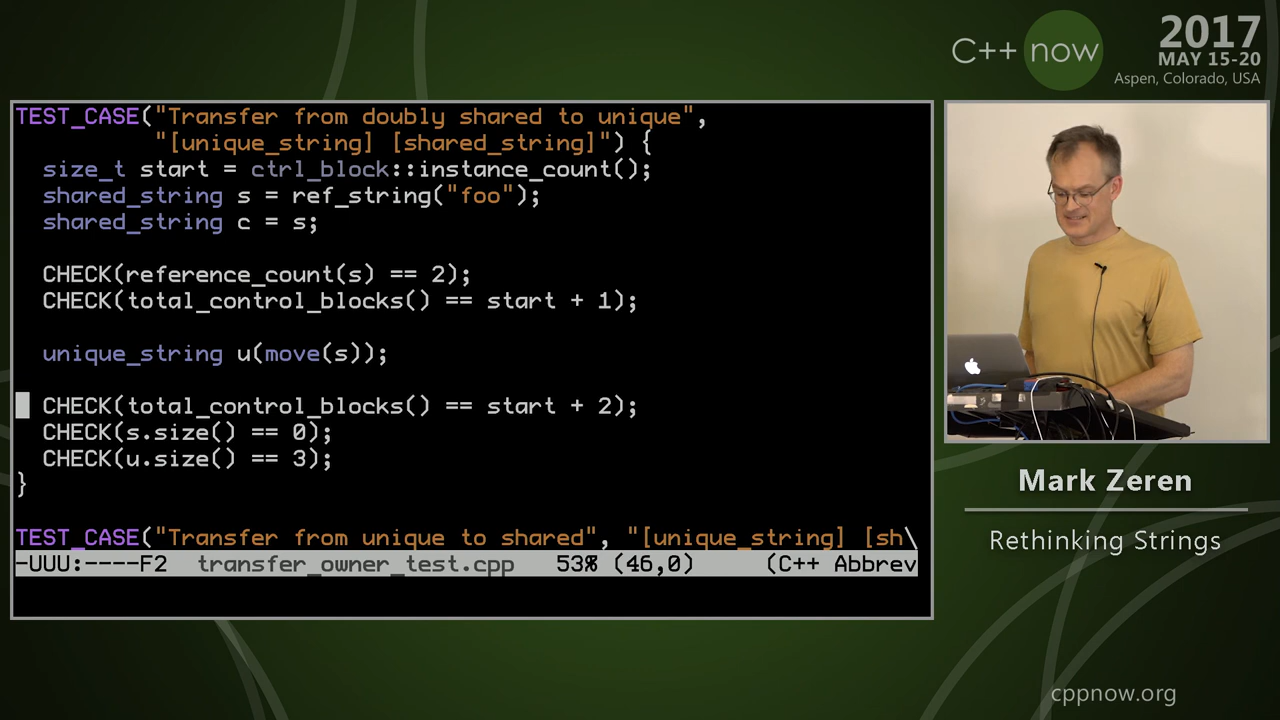 C++ now
2017
MAY 15-20
Aspen, Colorado, USA
TEST_CASE("Transfer from doubly shared to unique",
"[unique_string] [shared_string]") {
size_t start = ctrl_block::instance_count();
shared_string s = ref_string("foo");
shared_string c = s;
CHECK(reference_count(s) == 2);
CHECK(total_control_blocks() == start + 1);
unique_string u(move(s));
CHECK(total_control_blocks() == start + 2);
CHECK(s.size() == 0);
CHECK(u.size() == 3);
}
TEST_CASE("Transfer from unique to shared", "[unique_string] [sh\
-UUU:----F2 transfer_owner_test.cpp 53% (46,0) (C++ Abbrev
Mark Zeren
Rethinking Strings
cppnow.org